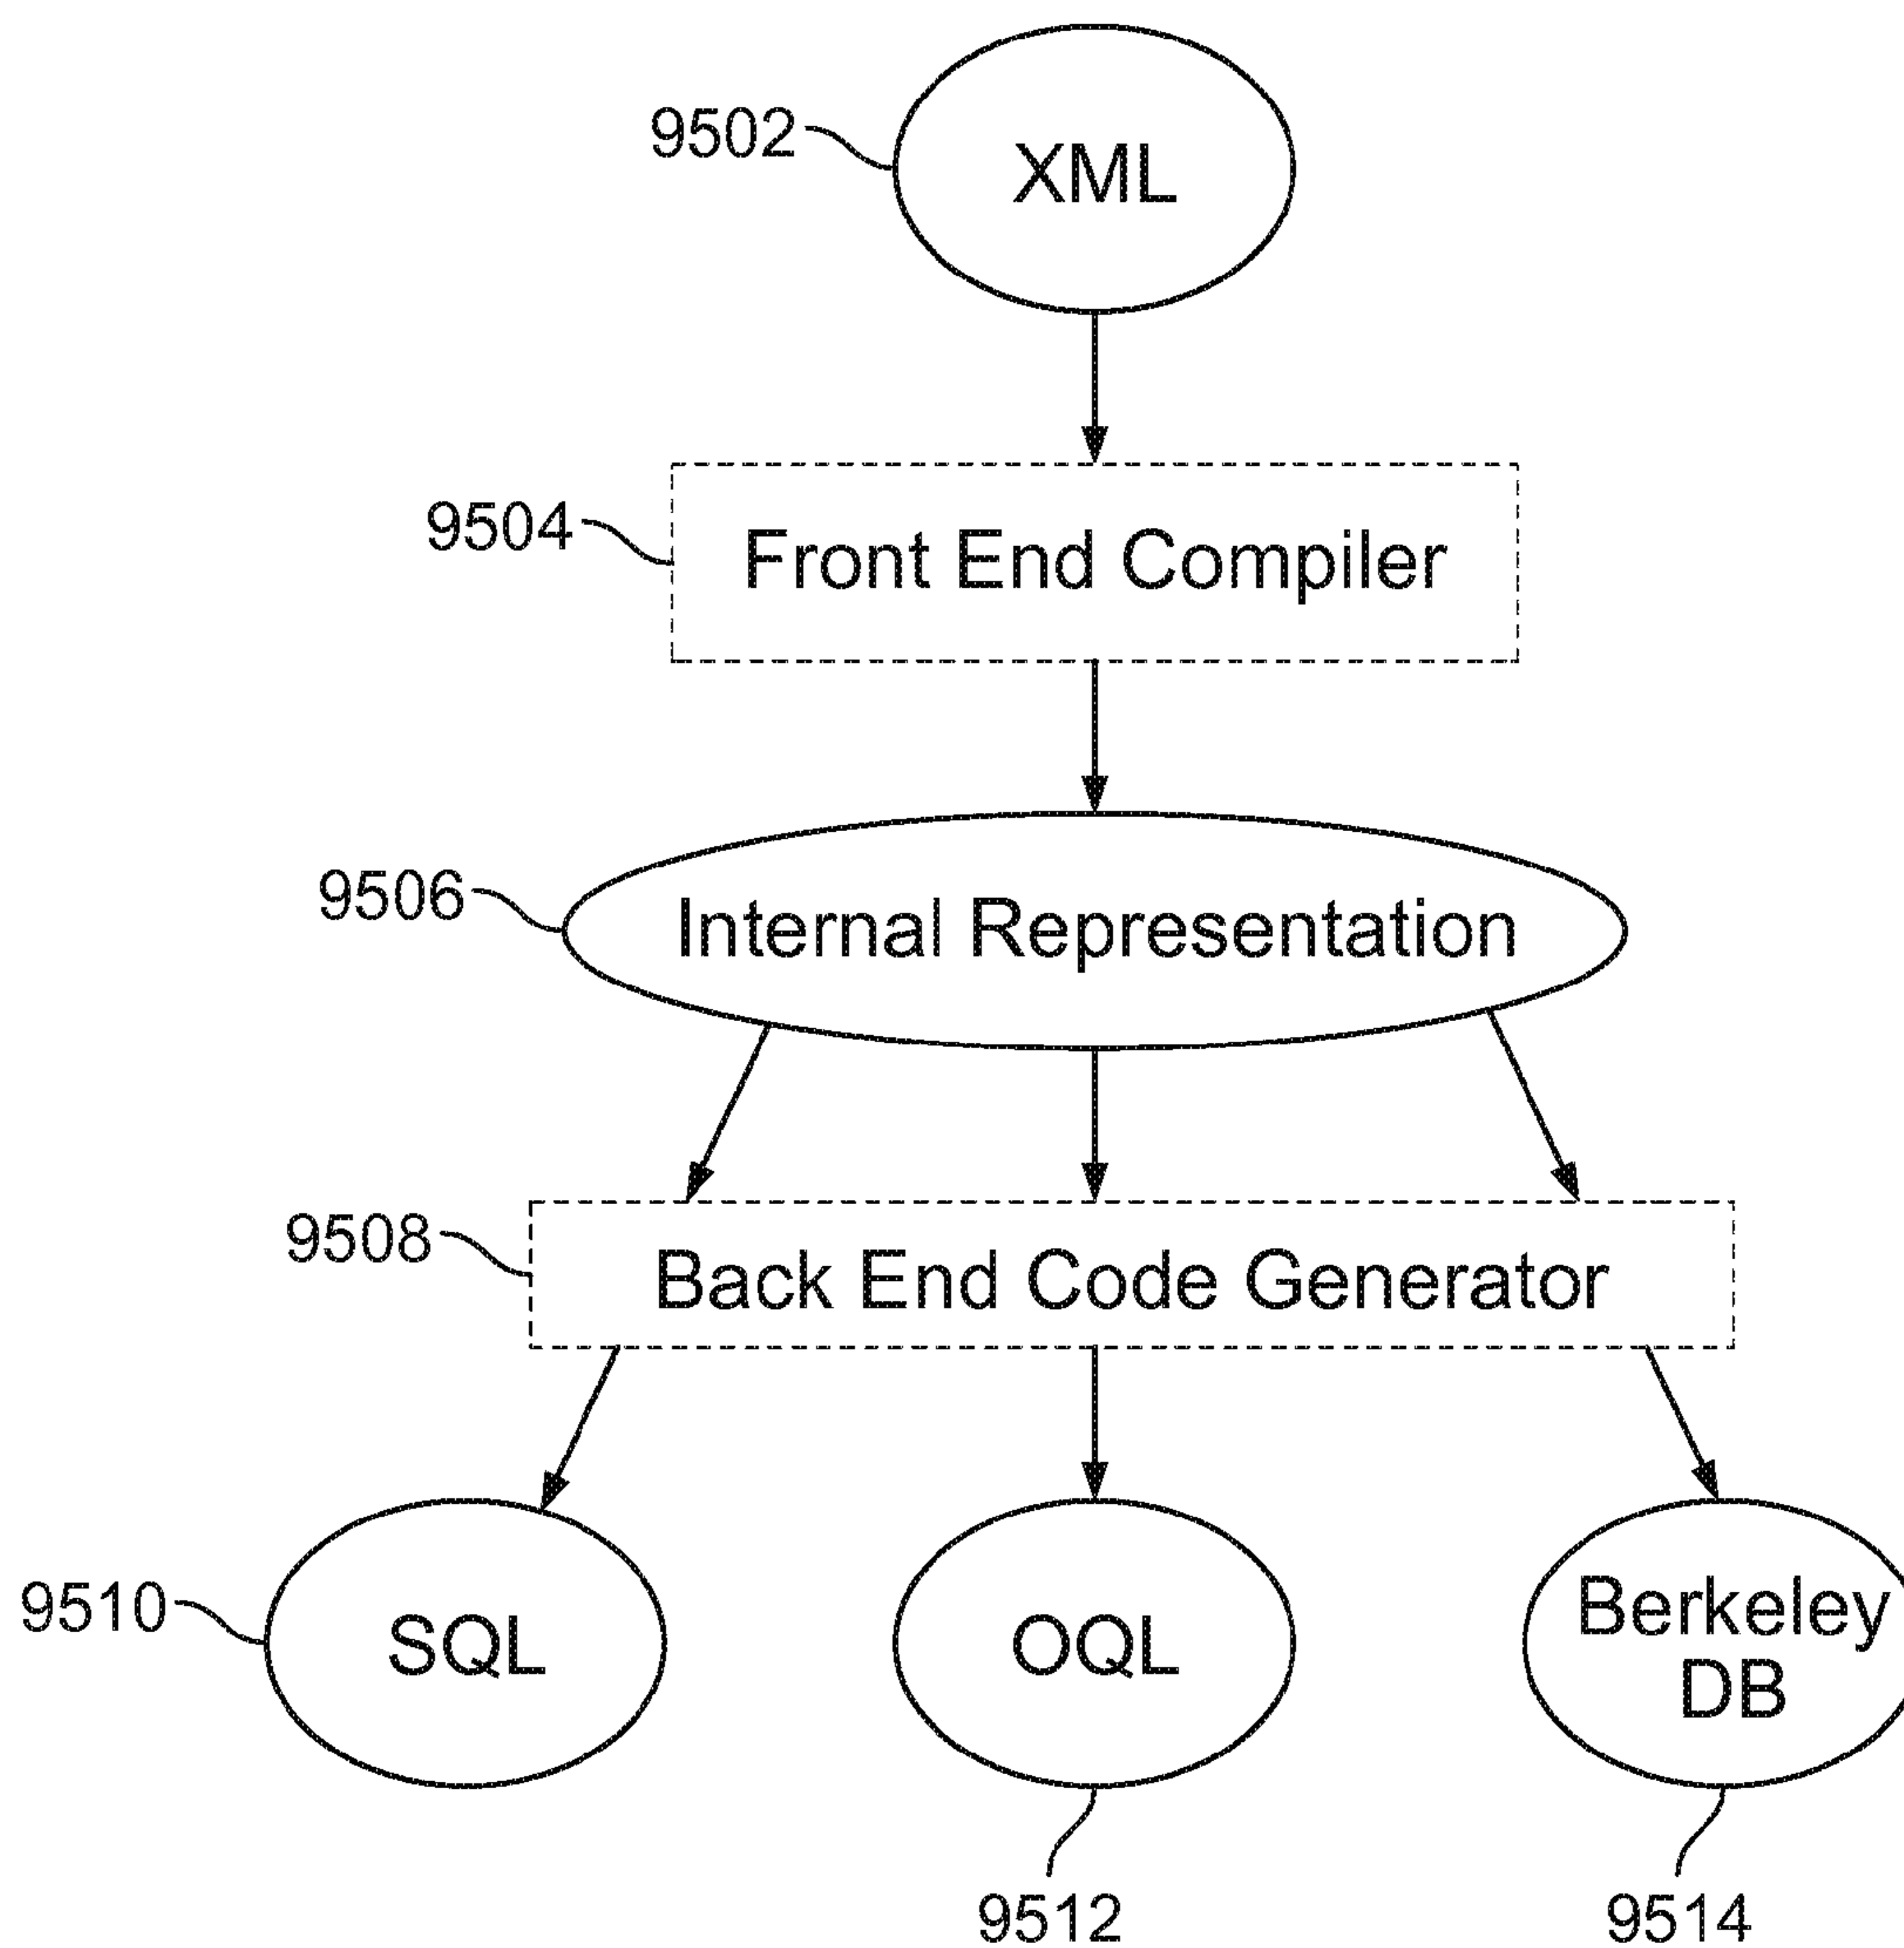 9502
XML
9504
Front End Compiler
9506
Internal Representation
9508
Back End Code Generator
9510
SQL
OQL
Berkeley
DB
9512
9514